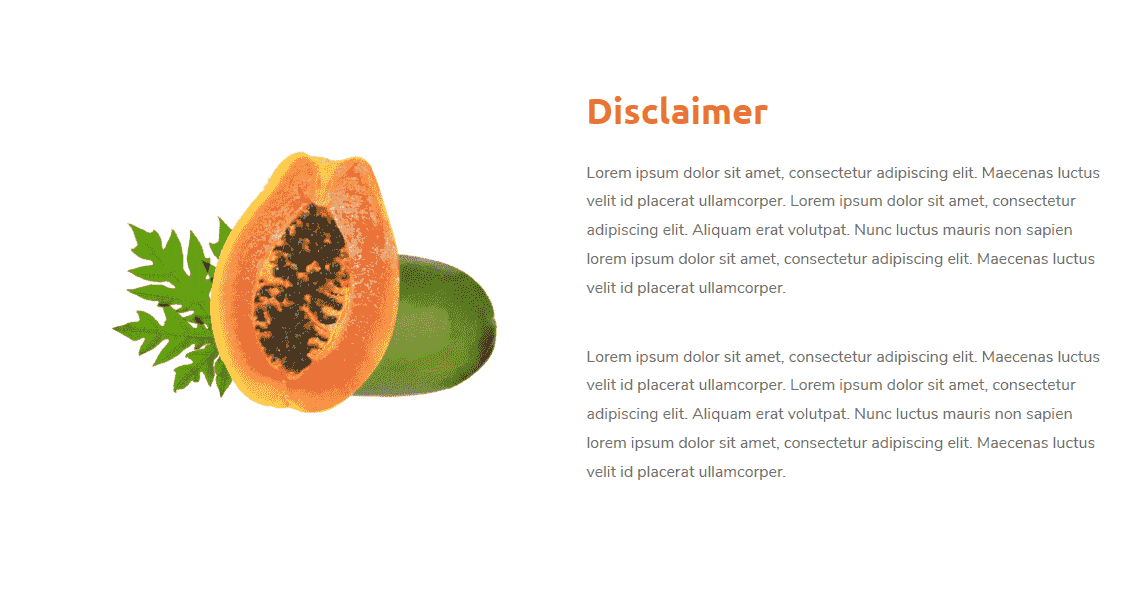 Disclaimer
Lorem ipsum dolor sit amet, consectetur adipiscing elit. Maecenas luctus
velit id placerat ullamcorper. Lorem ipsum dolor sit amet, consectetur
adipiscing elit. Aliquam erat volutpat. Nunc luctus mauris non sapien
lorem ipsum dolor sit amet, consectetur adipiscing elit. Maecenas luctus
velit id placerat ullamcorper.
Lorem ipsum dolor sit amet, consectetur adipiscing elit. Maecenas luctus
velit id placerat ullamcorper. Lorem ipsum dolor sit amet, consectetur
adipiscing elit. Aliquam erat volutpat. Nunc luctus mauris non sapien
lorem ipsum dolor sit amet, consectetur adipiscing elit. Maecenas luctus
velit id placerat ullamcorper.